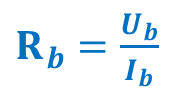 R_b = U_b / I_b